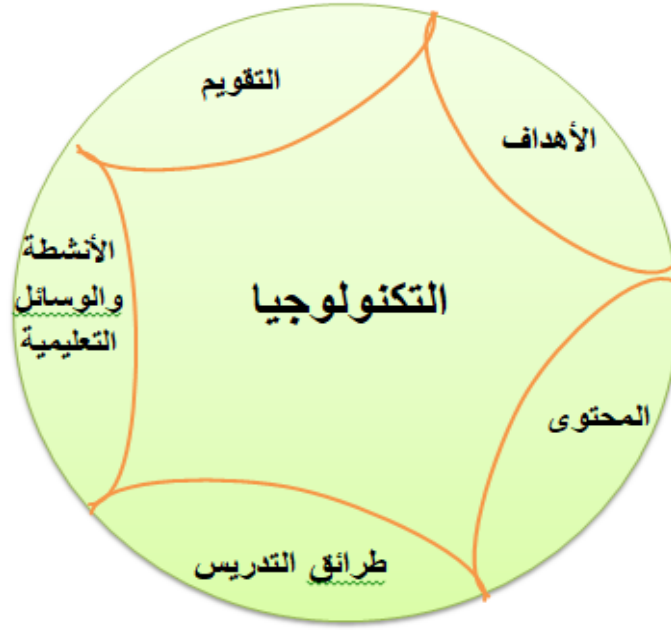 التقويم
الأهداف
الأنشطة
والوسائل
التعليمية
التكنولوجيا
المحتوى
طرائق التدريس